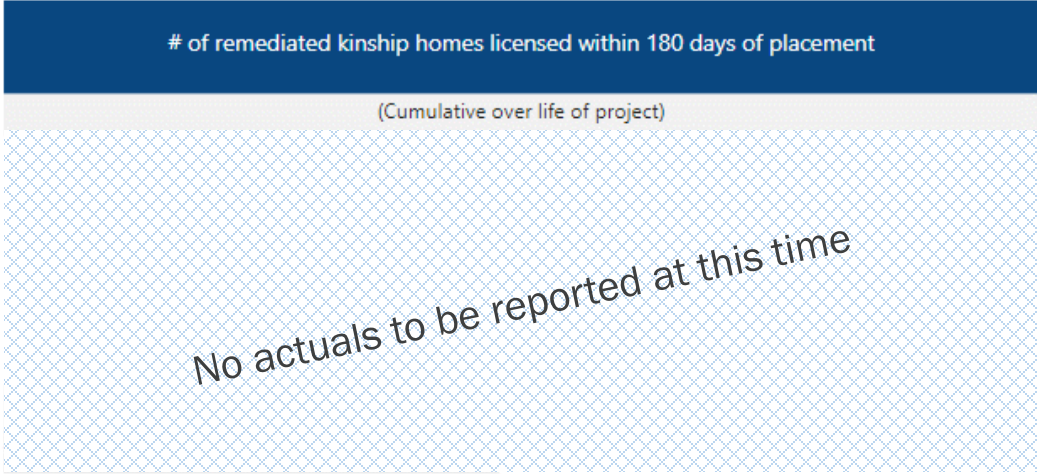 # of remediated kinship homes licensed within 180 days of placement
(Cumulative over life of project)
No actuals to be reported at this time